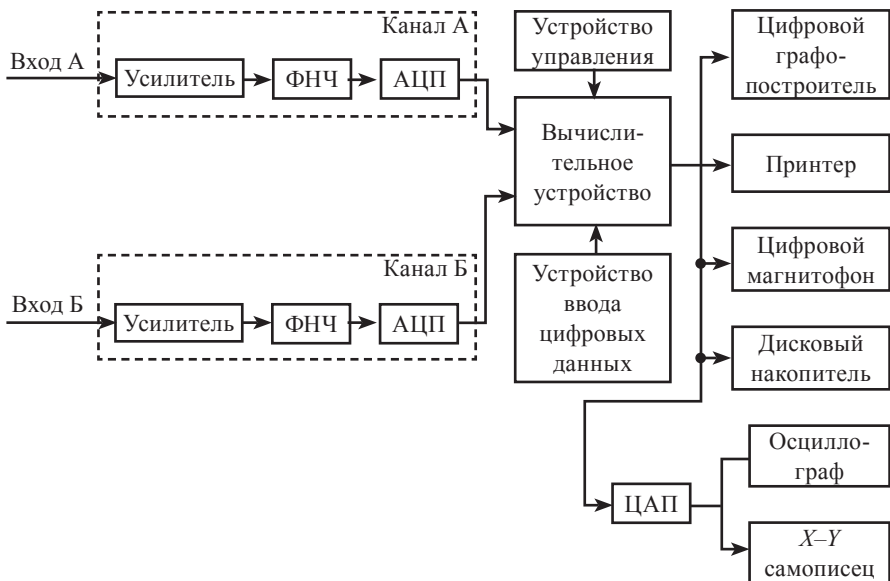 Канал А
Вход А
Усилитель
ФНЧ
АЦП
Устройство
управления
Вычисли-
тельное
устройство
Канал Б
Вход Б
Усилитель
ФНЧ
АЦП
Устройство
ввода
цифровых
данных
Цифровой
графо-
построитель
Принтер
Цифровой
магнитофон
Дисковый
накопитель
ЦАП
Осцилло-
граф
X–Y
самописец